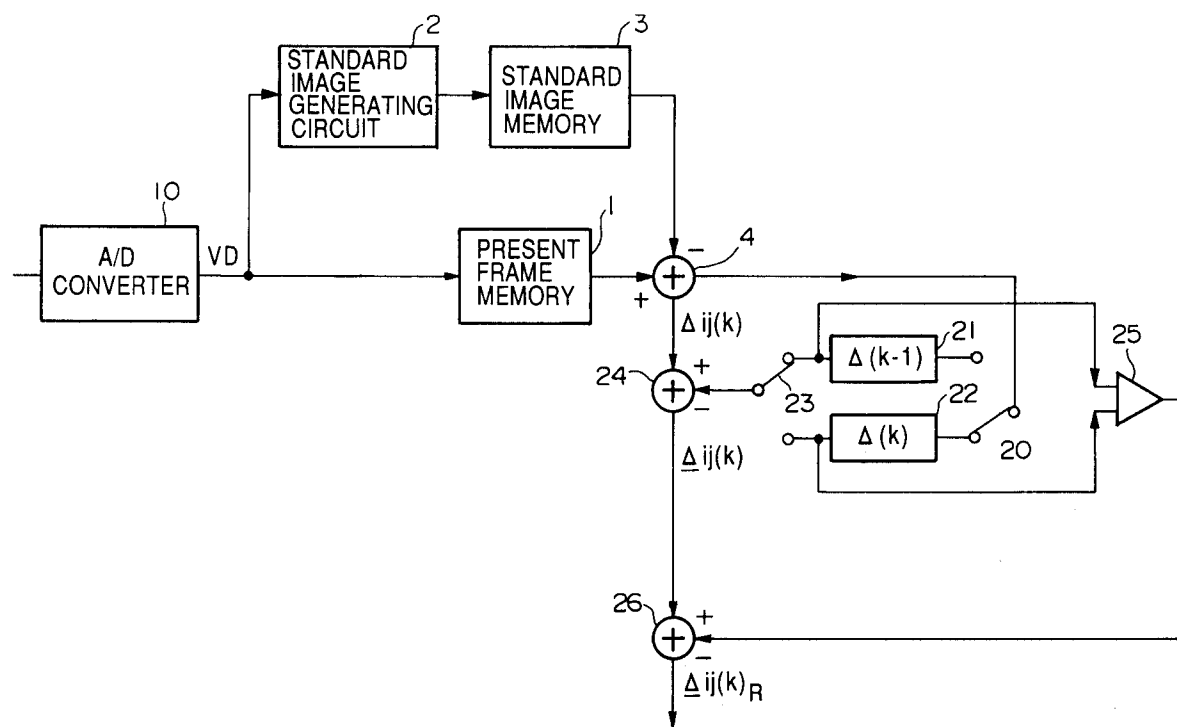 2
3
STANDARD
IMAGE
GENERATING
CIRCUIT
STANDARD
IMAGE
MEMORY
10
1
A/D
CONVERTER
VD
PRESENT
FRAME
MEMORY
−
+
4
+
Δ ij(k)
21
25
Δ (k-1)
24
+
+
−
23
22
Δ (k)
20
Δ̲ ij(k)
26
+
+
−
Δ̲ ij(k)R